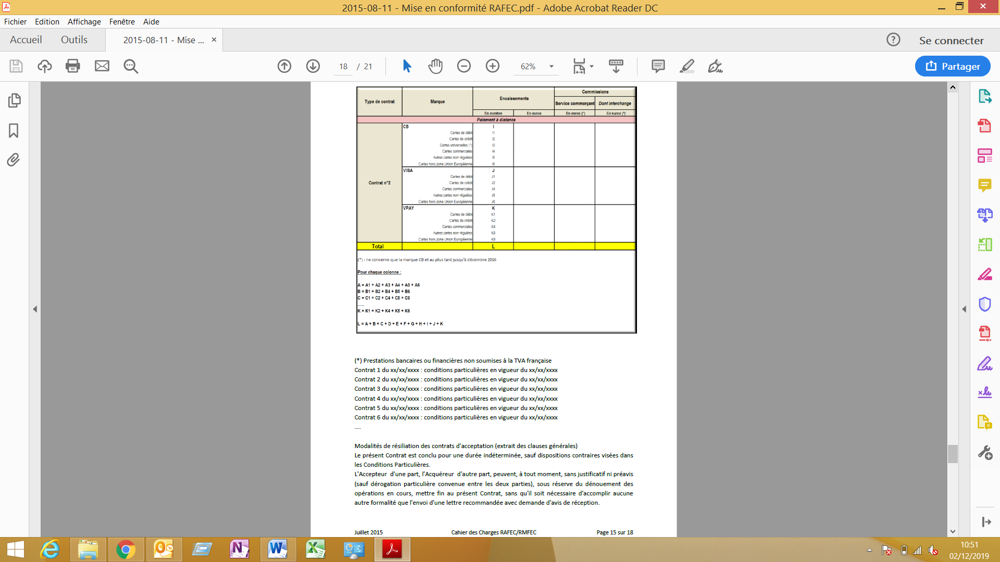 2015-08-11 - Mise en conformité RAFEC.pdf - Adobe Acrobat Reader DC
Fichier Edition Affichage Fenêtre Aide
Accueil Outils 2015-08-11 - Mise ... × Se connecter
18 / 21 62% Partager
Type de contrat Marque Encaissements Commissions
Service commerçant Dont interchange
En nombre En euros En euros (*) En euros (*)
Paiement à distance
Contrat n°2
CB I
Cartes de débit I1
Cartes de crédit I2
Cartes universelles (*) I3
Cartes commerciales I4
Autres cartes non régulées I5
Cartes hors zone Union Européenne I6
VISA J
Cartes de débit J1
Cartes de crédit J2
Cartes commerciales J4
Autres cartes non régulées J5
Cartes hors zone Union Européenne J6
VPAY K
Cartes de débit K1
Cartes de crédit K2
Cartes commerciales K4
Autres cartes non régulées K5
Cartes hors zone Union Européenne K6
Total L
(*) : ne concerne que la marque CB et au plus tard jusqu'à décembre 2016
Pour chaque colonne :
A = A1 + A2 + A3 + A4 + A5 + A6
B = B1 + B2 + B4 + B5 + B6
C = C1 + C2 + C4 + C5 + C6
.....
K = K1 + K2 + K4 + K5 + K6
L = A + B + C + D + E + F + G + H + I + J + K
(*) Prestations bancaires ou financières non soumises à la TVA française
Contrat 1 du xx/xx/xxxx : conditions particulières en vigueur du xx/xx/xxxx
Contrat 2 du xx/xx/xxxx : conditions particulières en vigueur du xx/xx/xxxx
Contrat 3 du xx/xx/xxxx : conditions particulières en vigueur du xx/xx/xxxx
Contrat 4 du xx/xx/xxxx : conditions particulières en vigueur du xx/xx/xxxx
Contrat 5 du xx/xx/xxxx : conditions particulières en vigueur du xx/xx/xxxx
Contrat 6 du xx/xx/xxxx : conditions particulières en vigueur du xx/xx/xxxx
....
Modalités de résiliation des contrats d’acceptation (extrait des clauses générales)
Le présent Contrat est conclu pour une durée indéterminée, sauf dispositions contraires visées dans
les Conditions Particulières.
L'Accepteur d'une part, l’Acquéreur d'autre part, peuvent, à tout moment, sans justificatif ni préavis
(sauf dérogation particulière convenue entre les deux parties), sous réserve du dénouement des
opérations en cours, mettre fin au présent Contrat, sans qu'il soit nécessaire d'accomplir aucune
autre formalité que l'envoi d'une lettre recommandée avec demande d'avis de réception.
Juillet 2015 Cahier des Charges RAFEC/RMFEC Page 15 sur 18
10:51
02/12/2019